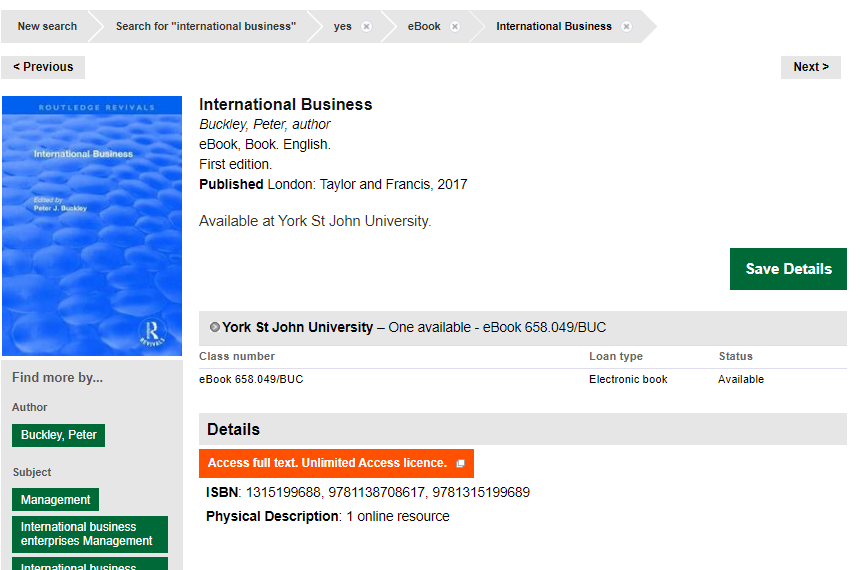 New search Search for "international business" yes eBook International Business
< Previous Next >
ROUTLEDGE REVIVALS
International Business
Edited by
Peter J. Buckley
R
REVIVALS
International Business
Buckley, Peter, author
eBook, Book. English.
First edition.
Published London: Taylor and Francis, 2017
Available at York St John University.
Save Details
York St John University – One available - eBook 658.049/BUC
Class number Loan type Status
eBook 658.049/BUC Electronic book Available
Details
Access full text. Unlimited Access licence.
ISBN: 1315199688, 9781138708617, 9781315199689
Physical Description: 1 online resource
Find more by...
Author
Buckley, Peter
Subject
Management
International business
enterprises Management
International business